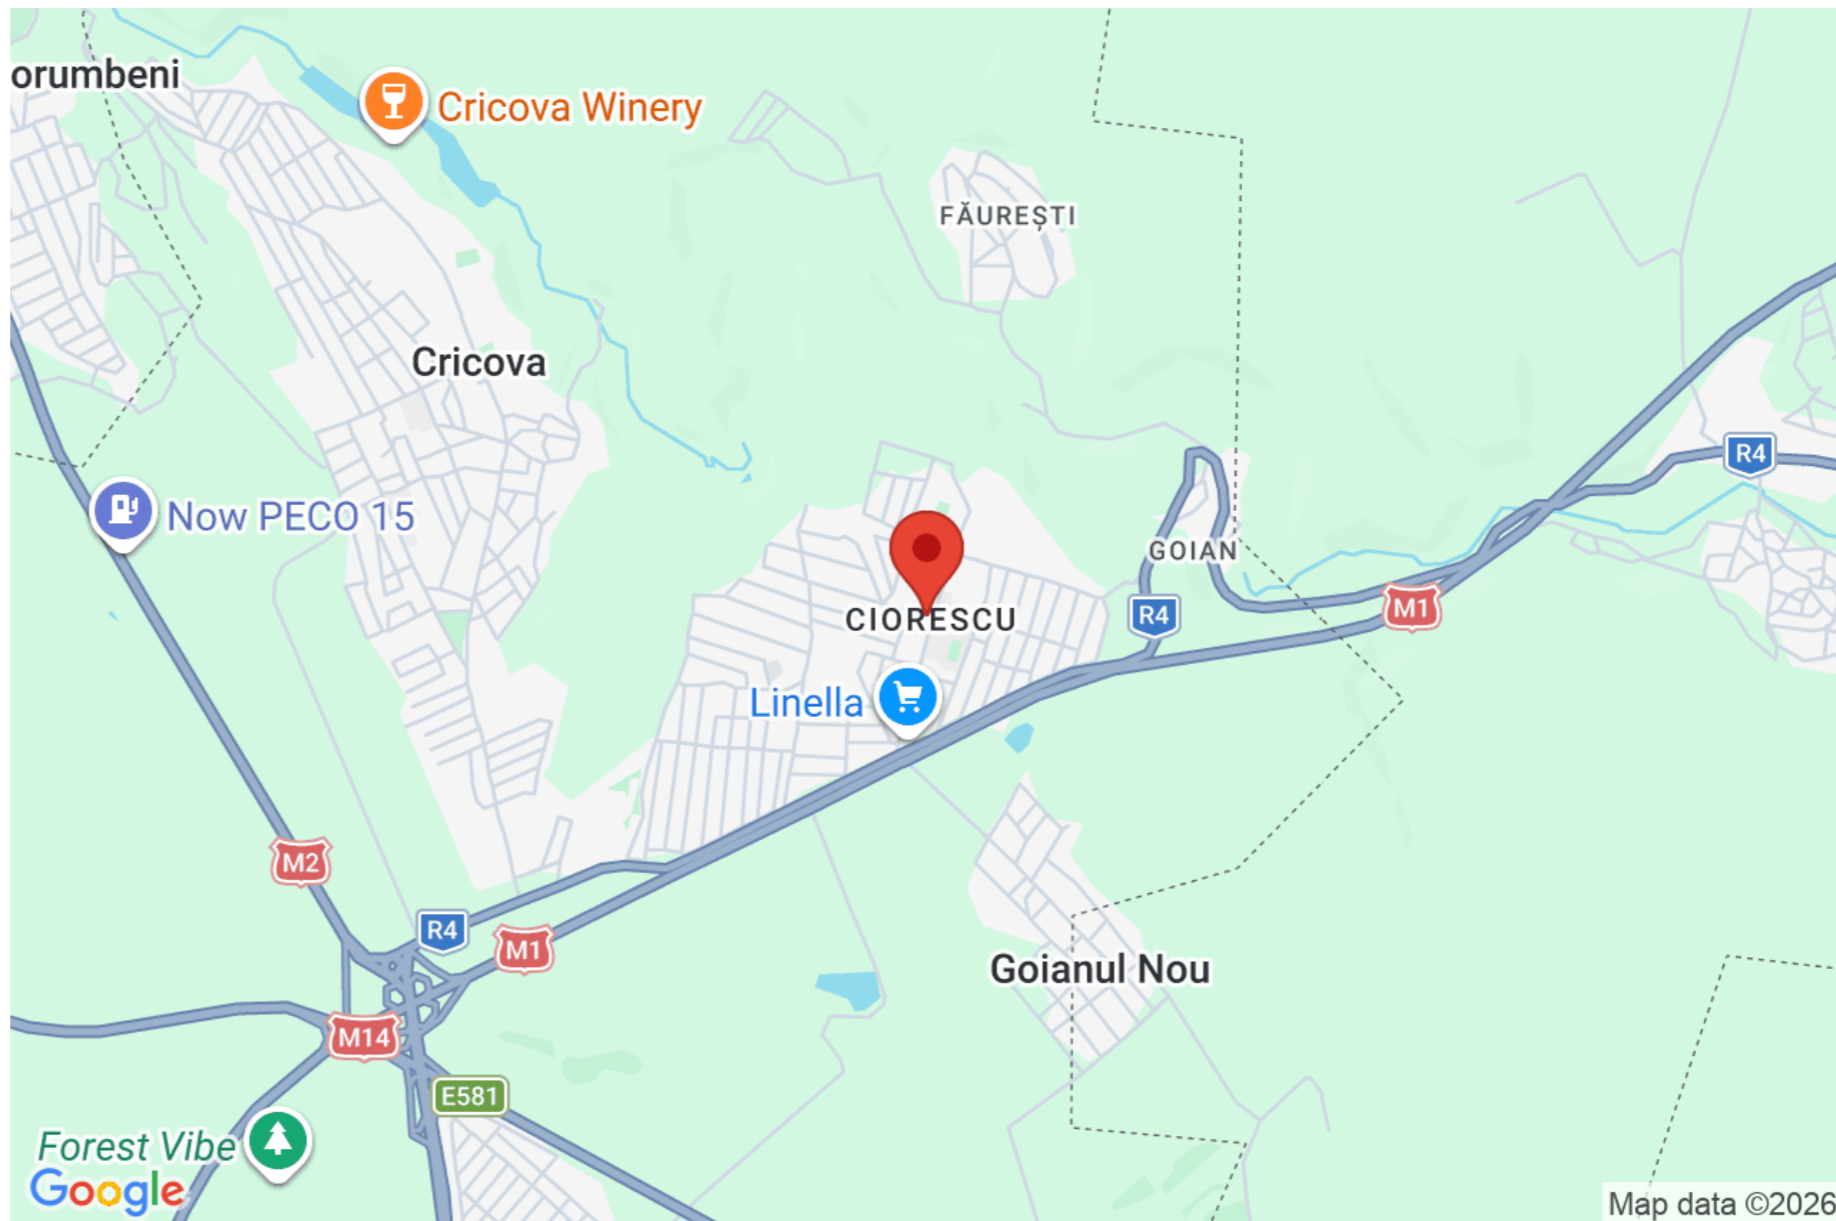 orumbeni
Cricova Winery
FĂUREȘTI
Cricova
R4
Now PECO 15
GOIAN
M1
R4
CIORESCU
Linella
M2
R4
M1
Goianul Nou
M14
E581
Forest Vibe
Google
Map data ©2026